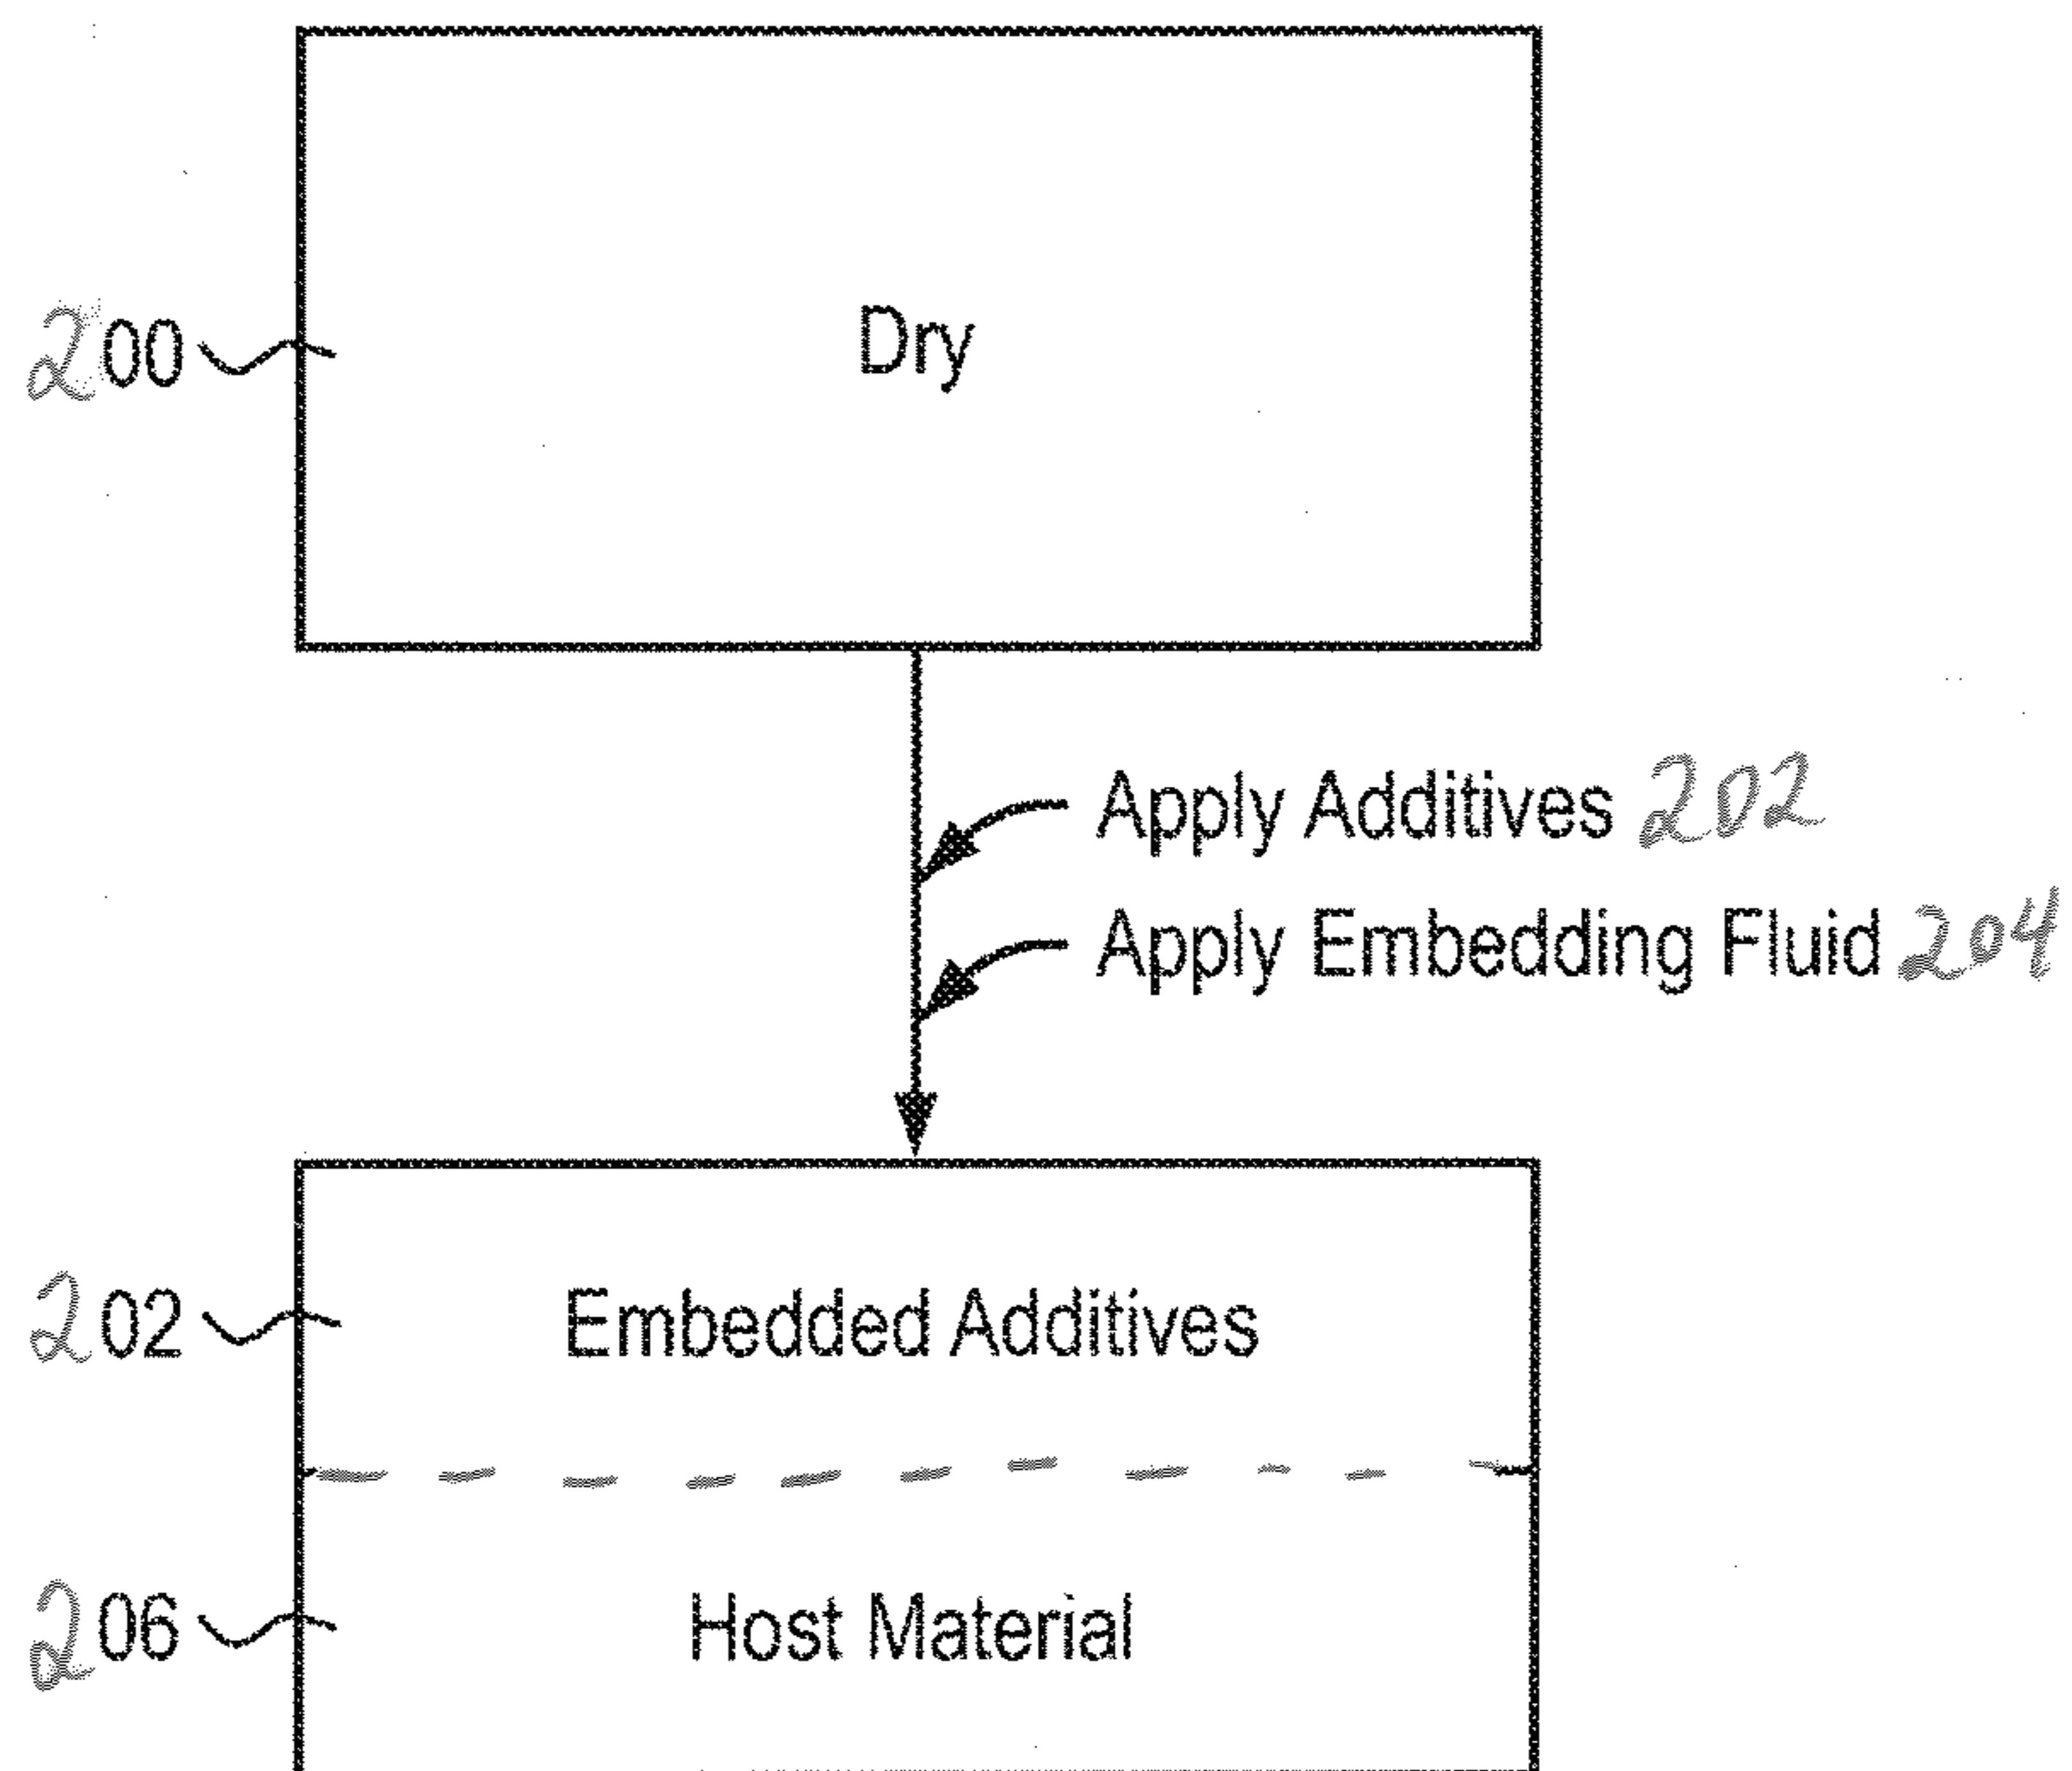 200 Dry
Apply Additives 202
Apply Embedding Fluid 204
202 Embedded Additives
206 Host Material